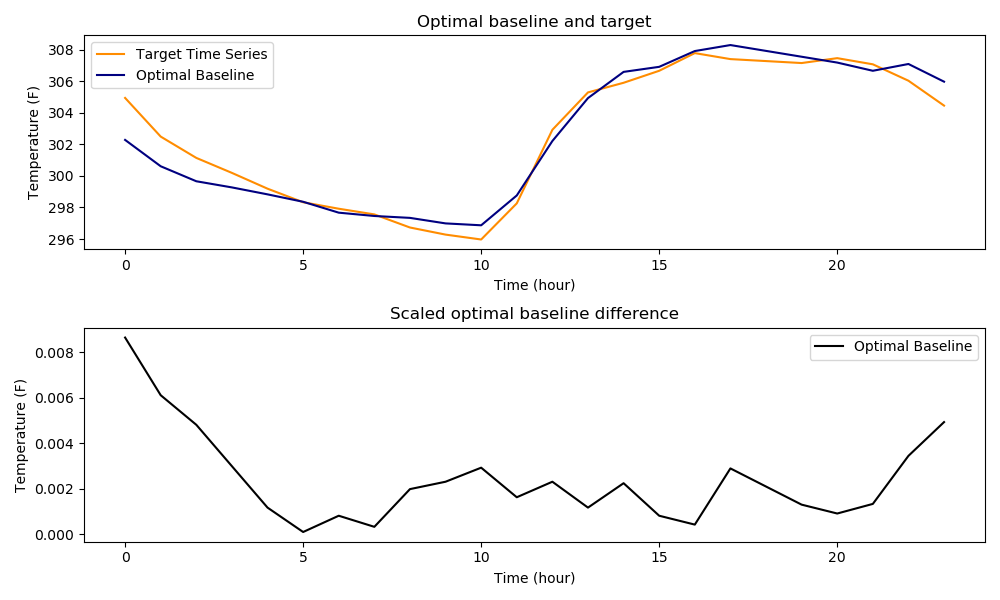 Optimal baseline and target
Target Time Series
Optimal Baseline
Temperature (F)
308
306
304
302
300
298
296
0 5 10 15 20
Time (hour)
Scaled optimal baseline difference
Optimal Baseline
Temperature (F)
0.008
0.006
0.004
0.002
0.000
0 5 10 15 20
Time (hour)